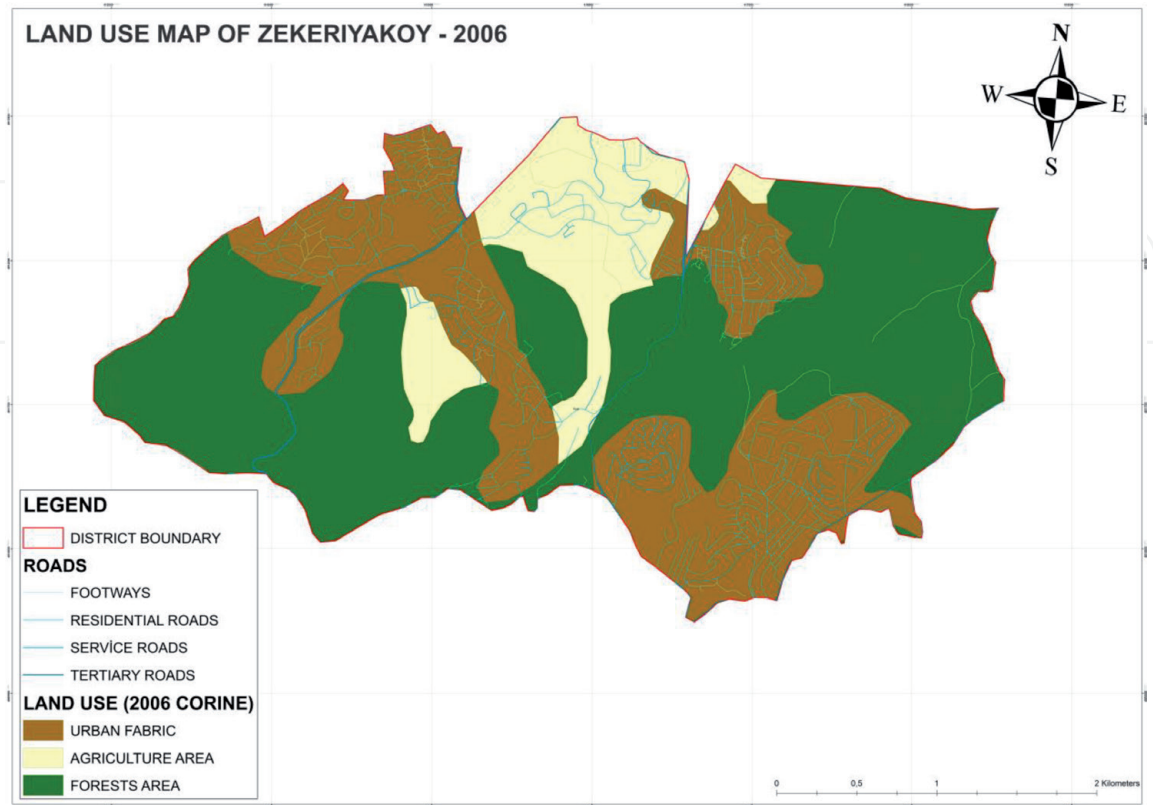 LAND USE MAP OF ZEKERIYAKOY - 2006
N
W
E
S
LEGEND
DISTRICT BOUNDARY
ROADS
FOOTWAYS
RESIDENTIAL ROADS
SERVİCE ROADS
TERTIARY ROADS
LAND USE (2006 CORINE)
URBAN FABRIC
AGRICULTURE AREA
FORESTS AREA
0 0,5 1 2 Kilometers